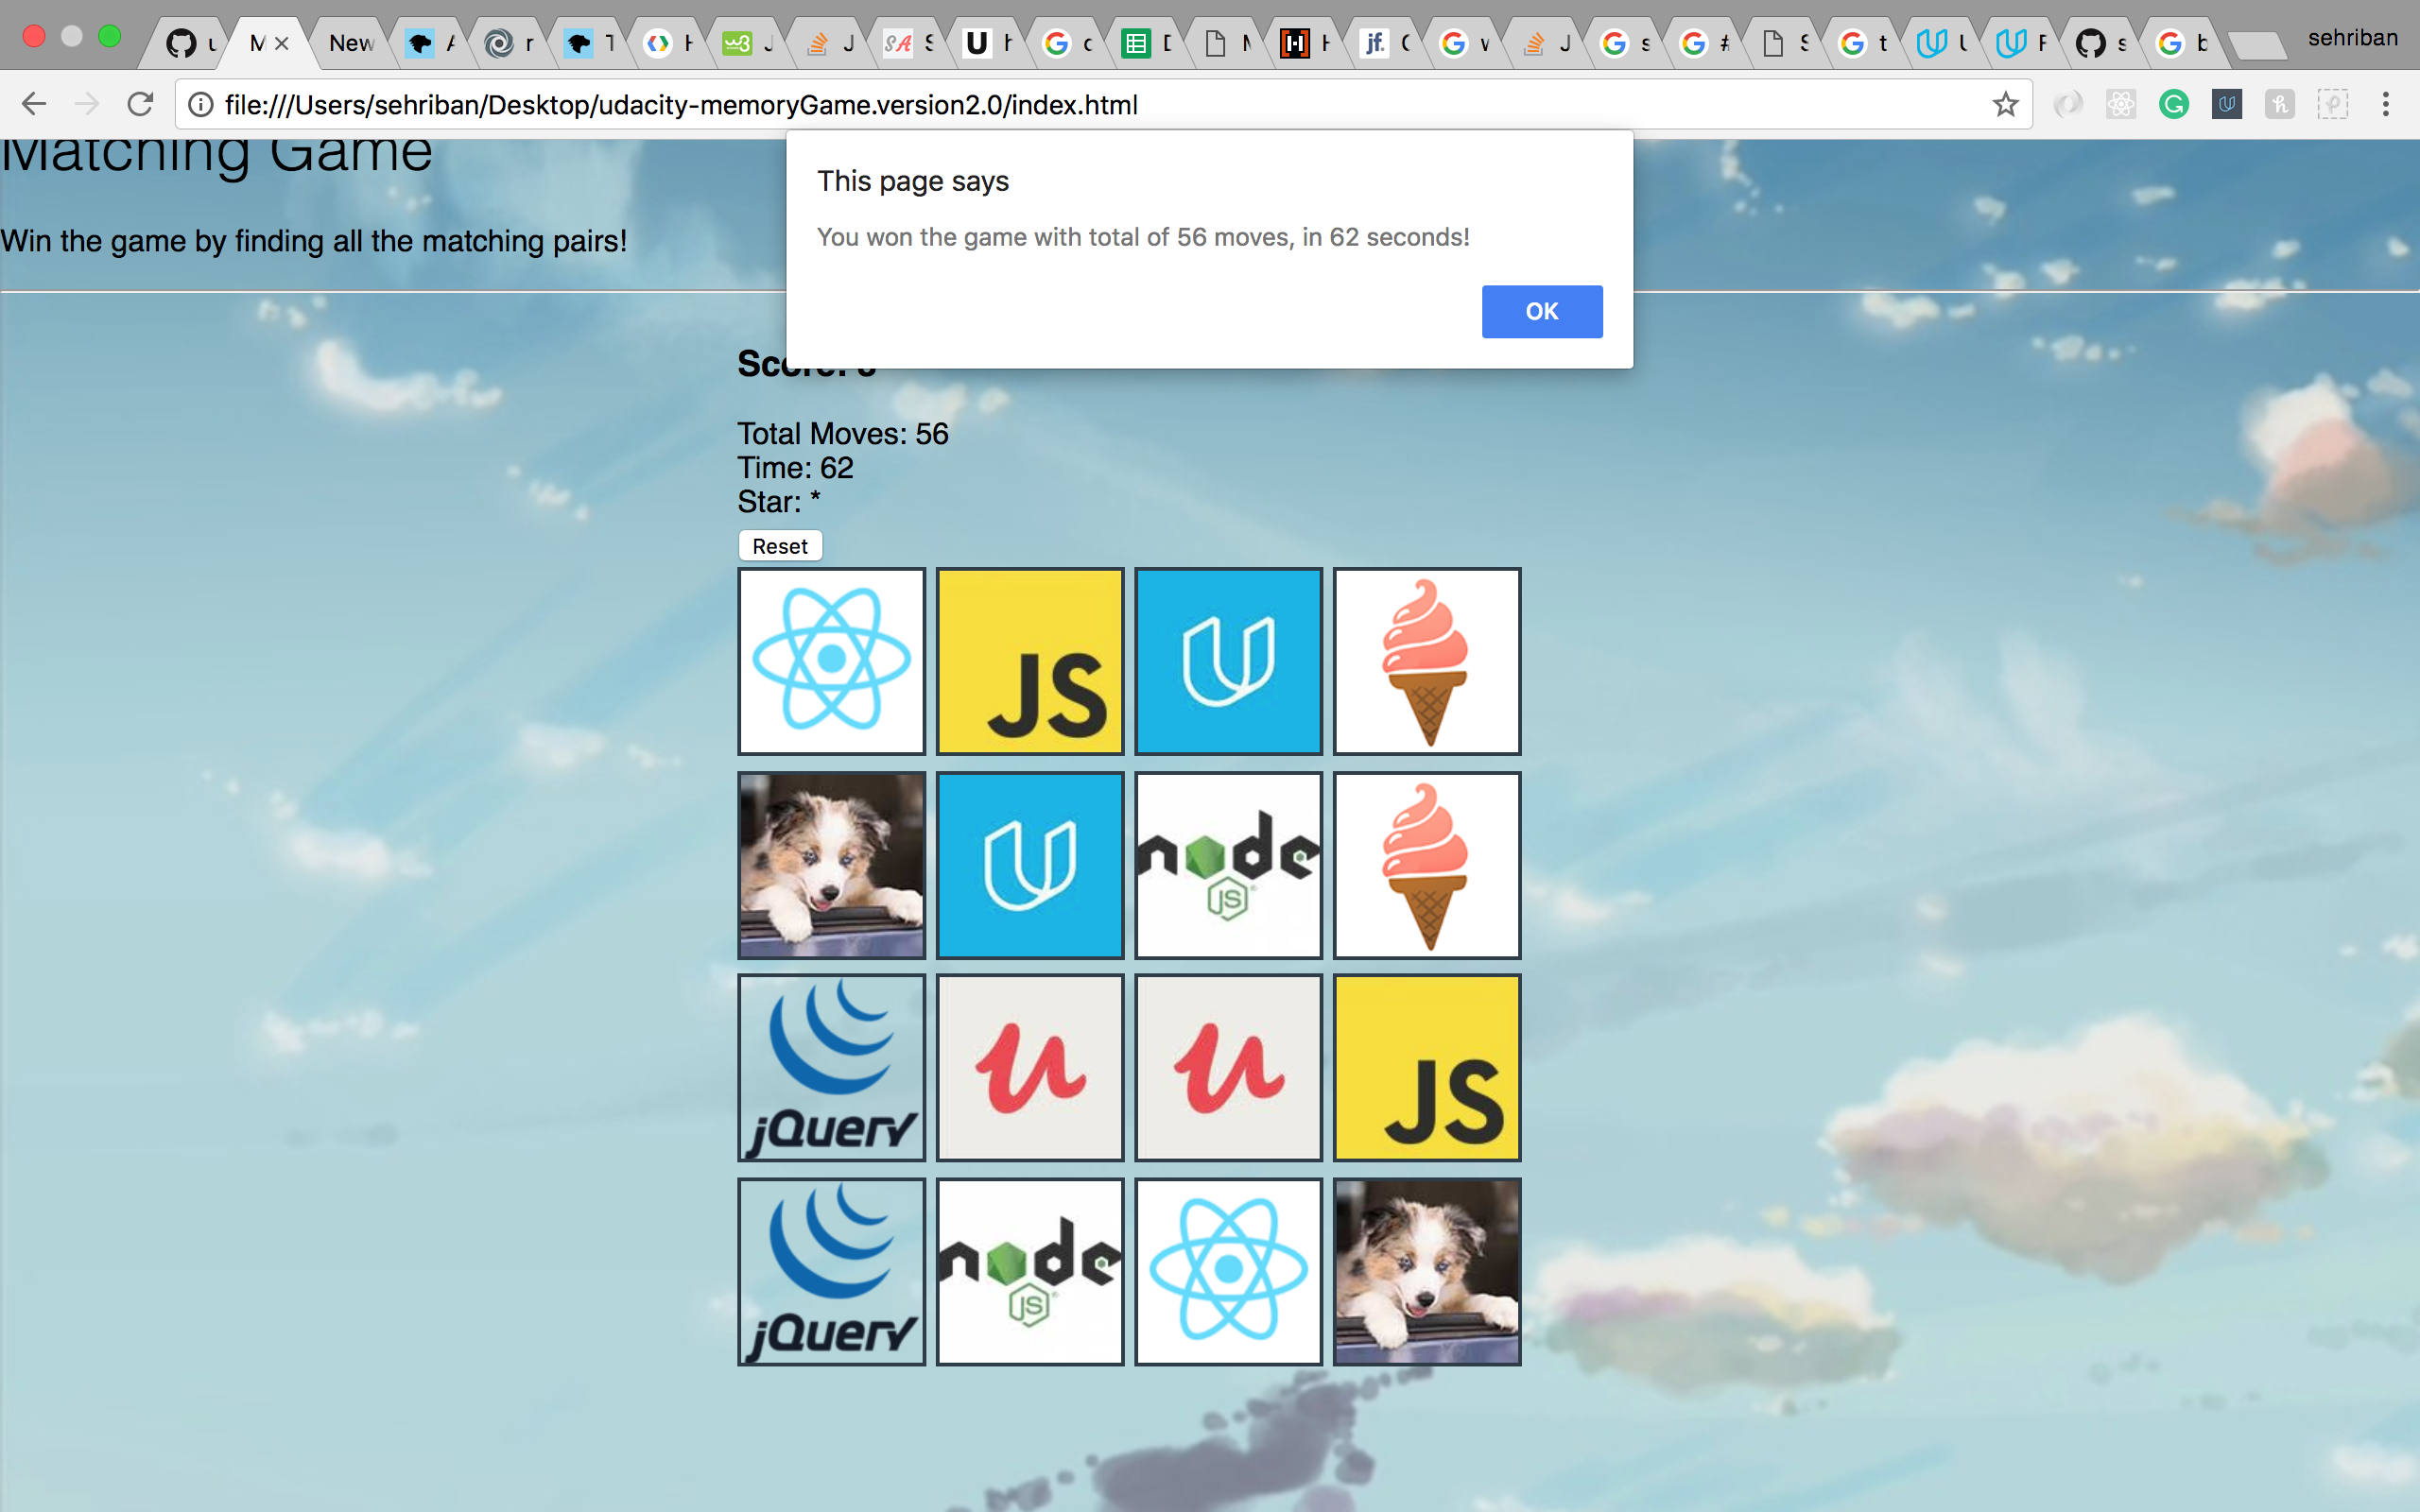 sehriban
New
file:///Users/sehriban/Desktop/udacity-memoryGame.version2.0/index.html
Matching Game
Win the game by finding all the matching pairs!
This page says
You won the game with total of 56 moves, in 62 seconds!
OK
Score:
Total Moves: 56
Time: 62
Star: *
Reset
JS
node
JS
jQuery
JS
jQuery
node
JS